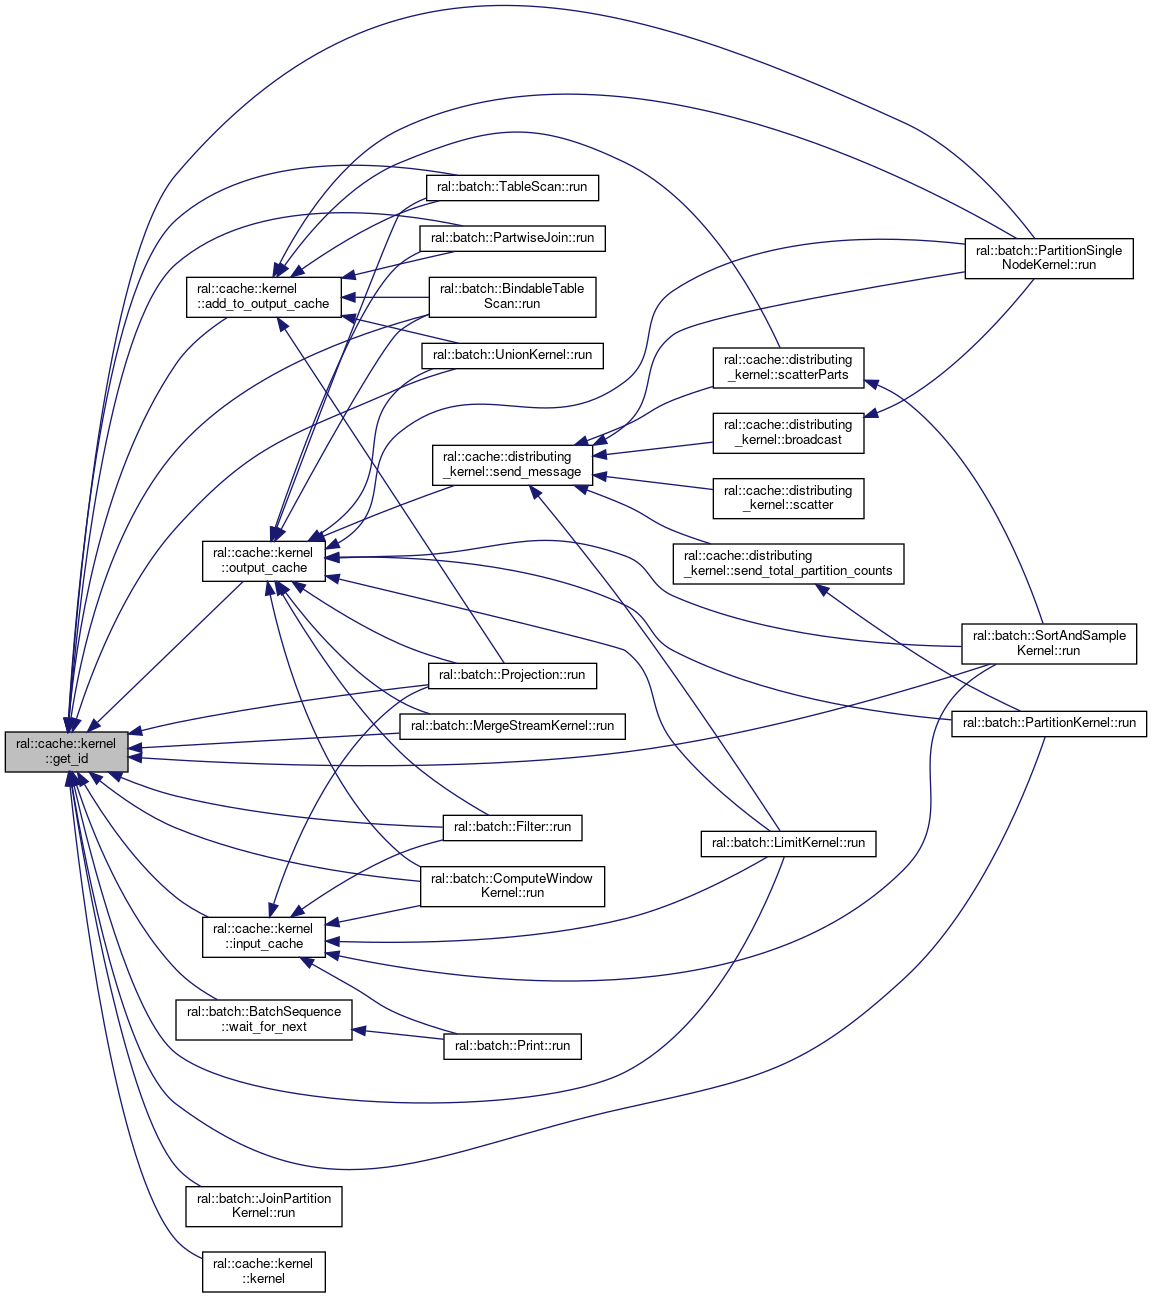 ral::batch::TableScan::run
ral::batch::PartwiseJoin::run
ral::batch::PartitionSingle
NodeKernel::run
ral::cache::kernel
::add_to_output_cache
ral::batch::BindableTable
Scan::run
ral::batch::UnionKernel::run
ral::cache::distributing
_kernel::scatterParts
ral::cache::distributing
_kernel::broadcast
ral::cache::distributing
_kernel::send_message
ral::cache::distributing
_kernel::scatter
ral::cache::kernel
::output_cache
ral::cache::distributing
_kernel::send_total_partition_counts
ral::batch::SortAndSample
Kernel::run
ral::batch::Projection::run
ral::batch::MergeStreamKernel::run
ral::batch::PartitionKernel::run
ral::cache::kernel
::get_id
ral::batch::Filter::run
ral::batch::LimitKernel::run
ral::batch::ComputeWindow
Kernel::run
ral::cache::kernel
::input_cache
ral::batch::BatchSequence
::wait_for_next
ral::batch::Print::run
ral::batch::JoinPartition
Kernel::run
ral::cache::kernel
::kernel